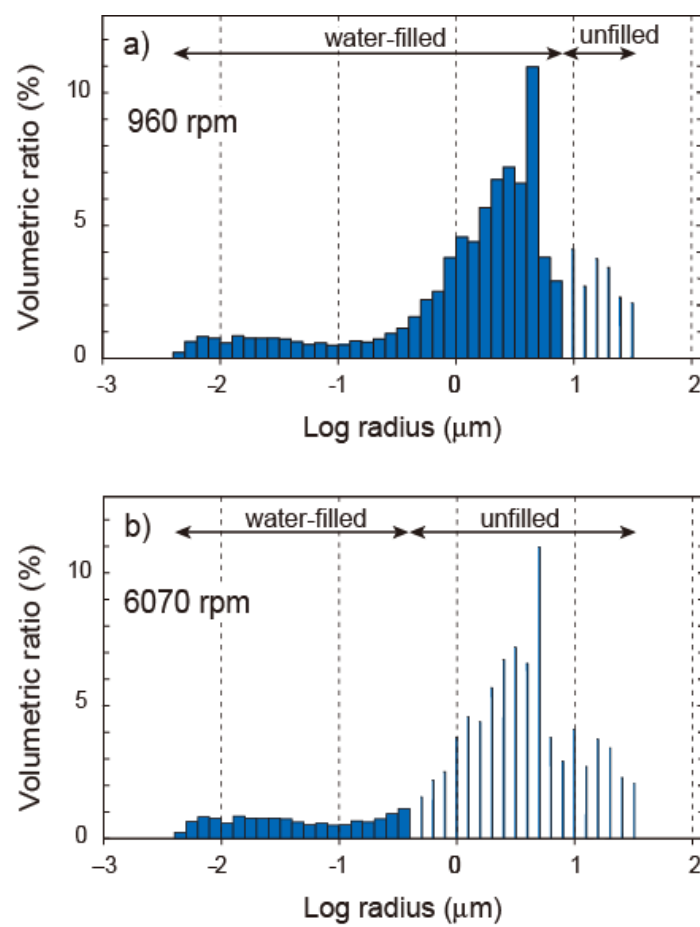 a)
water-filled
unfilled
960 rpm
Volumetric ratio (%)
10
5
0
−3
−2
−1
0
1
2
Log radius (μm)
b)
water-filled
unfilled
6070 rpm
Volumetric ratio (%)
10
5
0
−3
−2
−1
0
1
2
Log radius (μm)